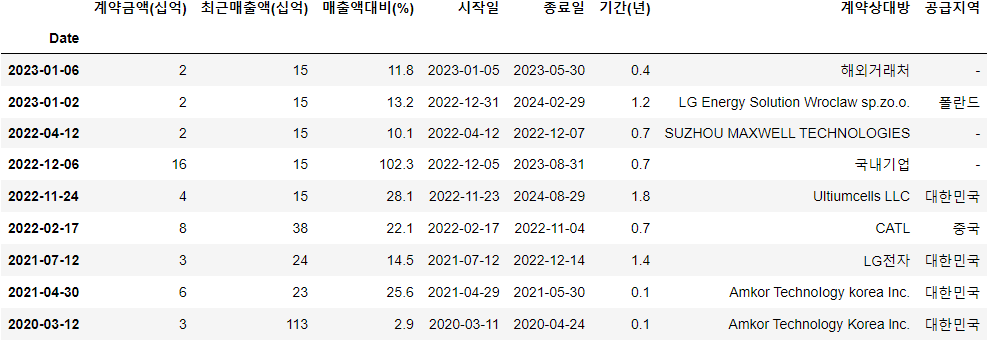 계약금액(십억) 최근매출액(십억) 매출액대비(%) 시작일 종료일 기간(년) 계약상대방 공급지역
Date
2023-01-06 2 15 11.8 2023-01-05 2023-05-30 0.4 해외거래처 -
2023-01-02 2 15 13.2 2022-12-31 2024-02-29 1.2 LG Energy Solution Wroclaw sp.zo.o. 폴란드
2022-04-12 2 15 10.1 2022-04-12 2022-12-07 0.7 SUZHOU MAXWELL TECHNOLOGIES -
2022-12-06 16 15 102.3 2022-12-05 2023-08-31 0.7 국내기업 -
2022-11-24 4 15 28.1 2022-11-23 2024-08-29 1.8 Ultiumcells LLC 대한민국
2022-02-17 8 38 22.1 2022-02-17 2022-11-04 0.7 CATL 중국
2021-07-12 3 24 14.5 2021-07-12 2022-12-14 1.4 LG전자 대한민국
2021-04-30 6 23 25.6 2021-04-29 2021-05-30 0.1 Amkor Technology korea Inc. 대한민국
2020-03-12 3 113 2.9 2020-03-11 2020-04-24 0.1 Amkor Technology Korea Inc. 대한민국